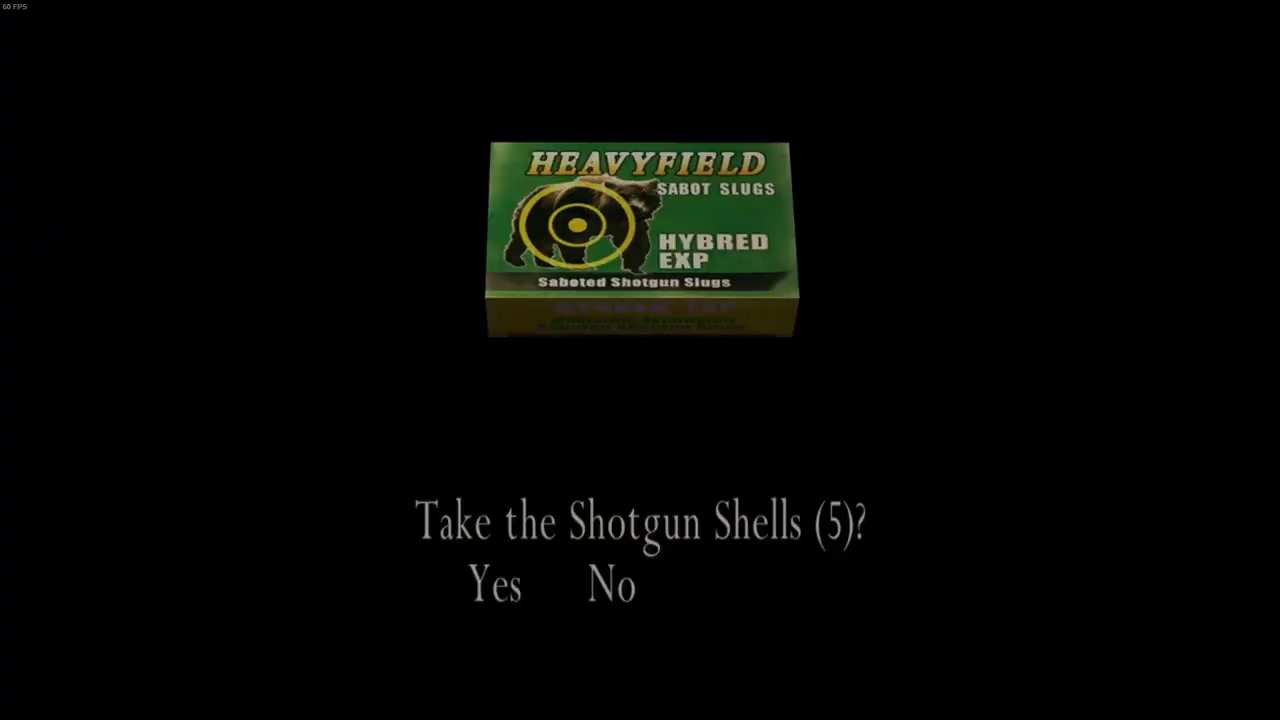 60 FPS
HEAVYFIELD
SABOT SLUGS
HYBRED
EXP
Saboted Shotgun Slugs
Take the Shotgun Shells (5)?
Yes No